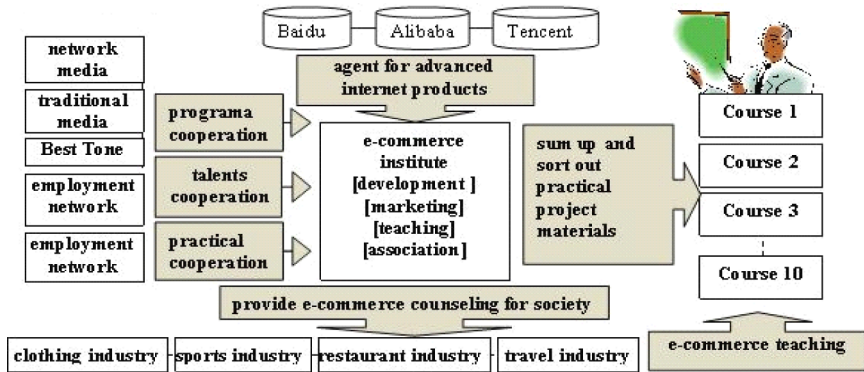 Baidu
Alibaba
Tencent
network
media
traditional
media
Best Tone
employment
network
employment
network
agent for advanced
internet products
programa
cooperation
talents
cooperation
practical
cooperation
e-commerce
institute
[development ]
[marketing]
[teaching]
[association]
sum up and
sort out
practical
project
materials
Course 1
Course 2
Course 3
Course 10
provide e-commerce counseling for society
clothing industry
sports industry
restaurant industry
travel industry
e-commerce teaching